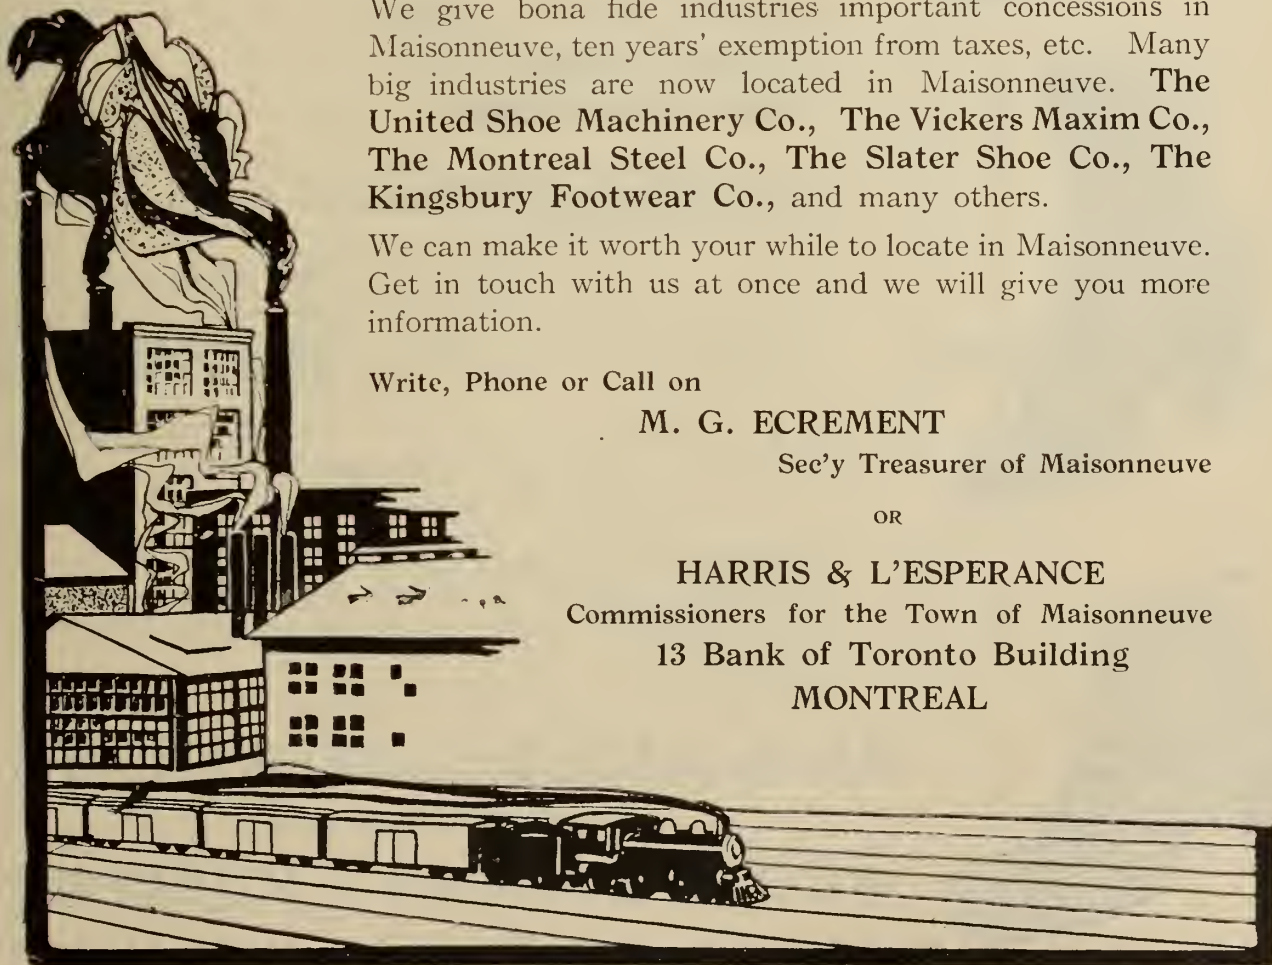 We give bona fide industries important concessions in
Maisonneuve, ten years' exemption from taxes, etc. Many
big industries are now located in Maisonneuve. The
United Shoe Machinery Co., The Vickers Maxim Co.,
The Montreal Steel Co., The Slater Shoe Co., The
Kingsbury Footwear Co., and many others.
We can make it worth your while to locate in Maisonneuve.
Get in touch with us at once and we will give you more
information.
Write, Phone or Call on
M. G. ECREMENT
Sec'y Treasurer of Maisonneuve
OR
HARRIS & L'ESPERANCE
Commissioners for the Town of Maisonneuve
13 Bank of Toronto Building
MONTREAL